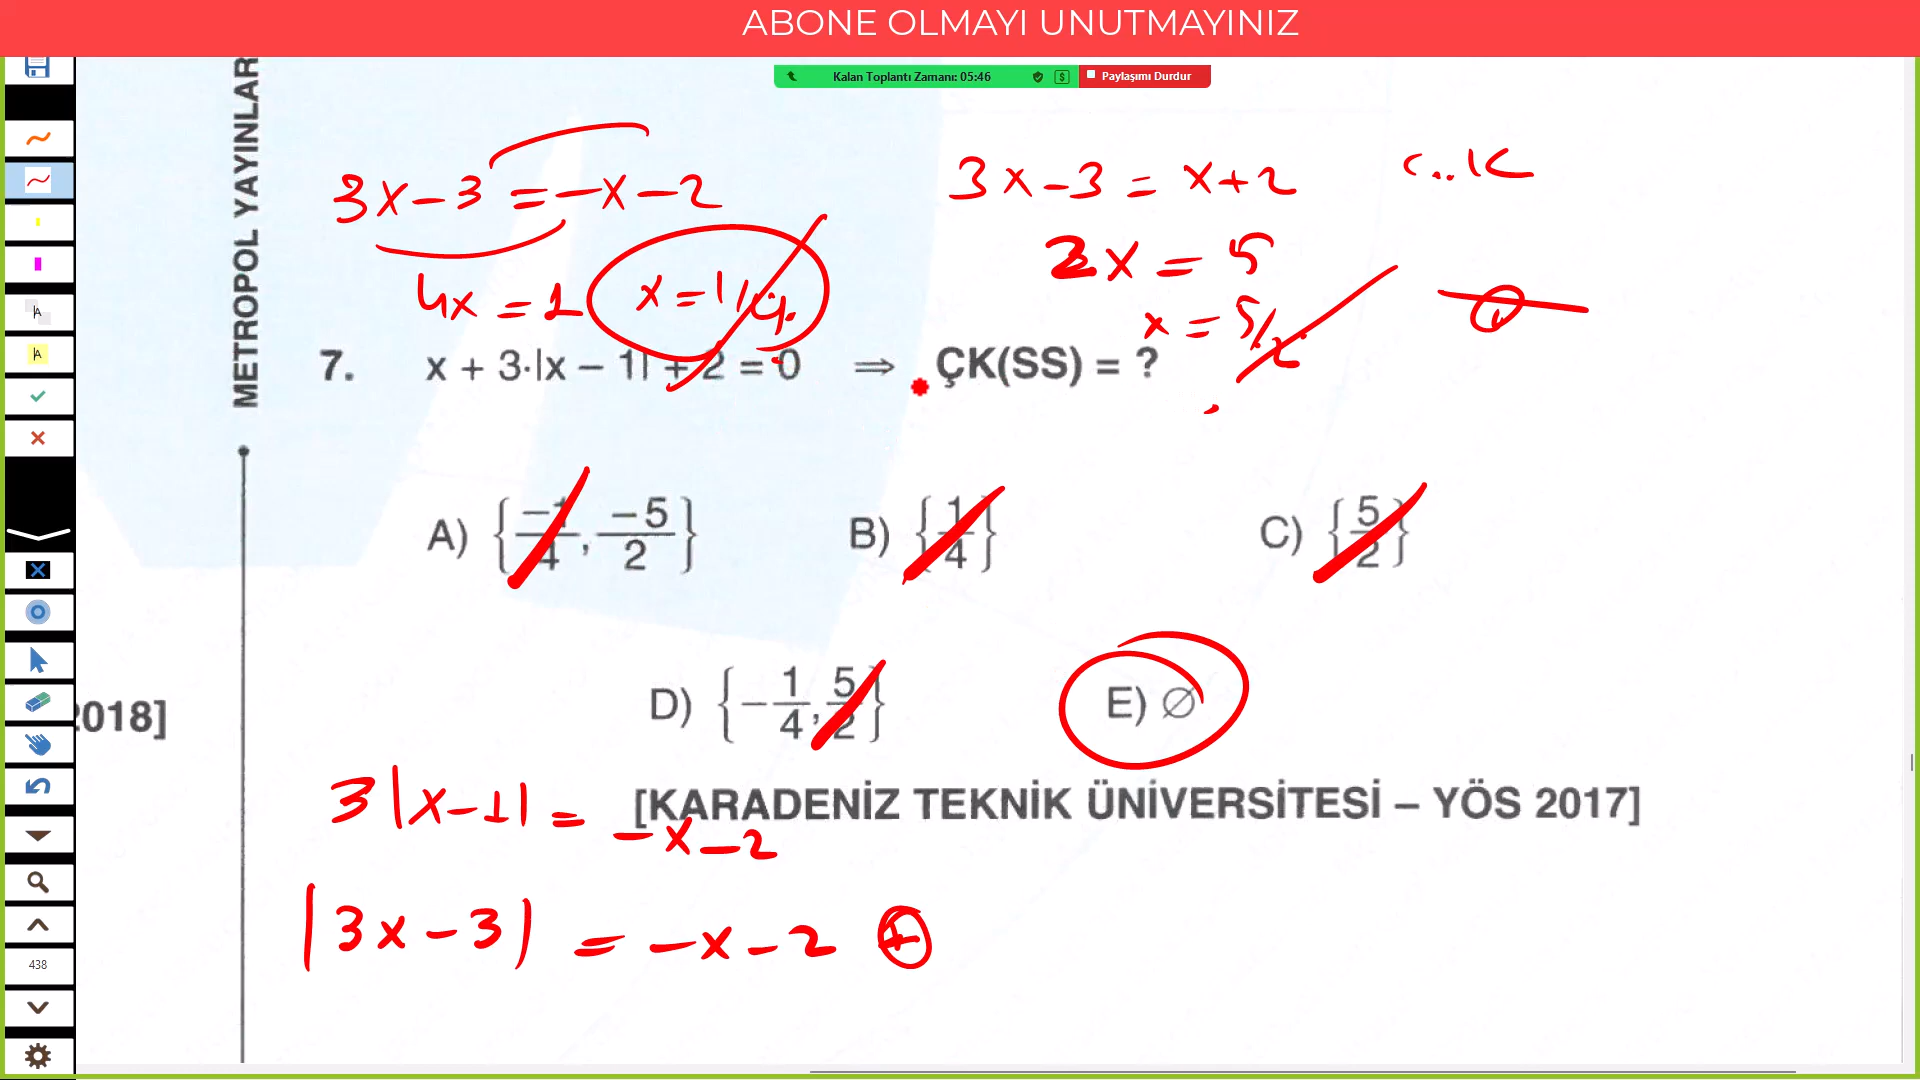 ABONE OLMAYI UNUTMAYINIZ
Kalan Toplantı Zamanı: 05:46
Paylaşımı Durdur
METROPOL YAYINLAR
3x-3 = -x-2
4x = 1 x = 1/4
3x-3 = x+2
2x = 5
x = 5/2
7. x + 3·|x − 1| + 2 = 0 ⇒ ÇK(SS) = ?
A) {−1/4, −5/2}
B) {1/4}
C) {5/2}
D) {−1/4, 5/2}
E) ∅
2018]
3|x-1| = -x-2
[KARADENİZ TEKNİK ÜNİVERSİTESİ – YÖS 2017]
|3x-3| = -x-2 +
438